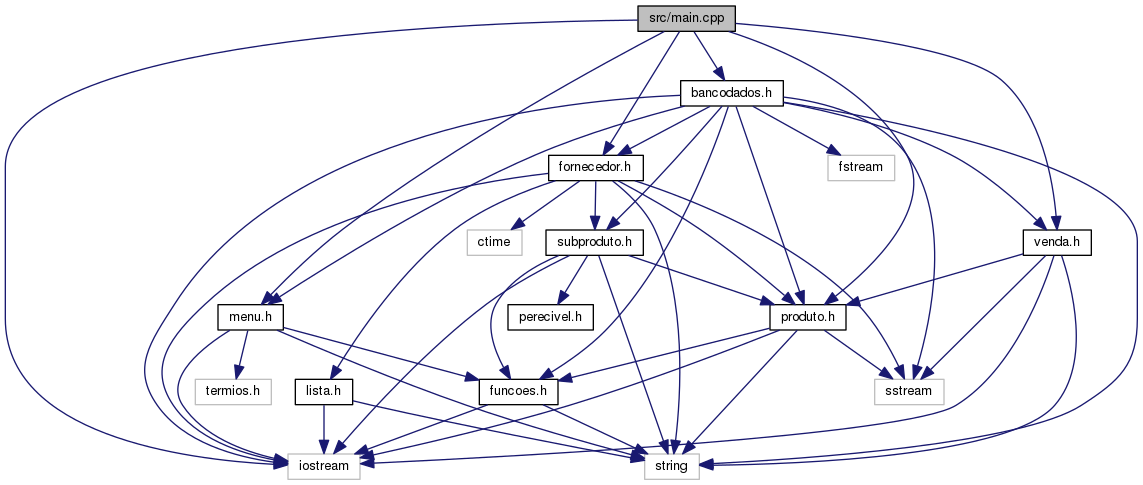 src/main.cpp
bancodados.h
fornecedor.h
fstream
ctime
subproduto.h
venda.h
menu.h
perecivel.h
produto.h
termios.h
lista.h
funcoes.h
sstream
iostream
string